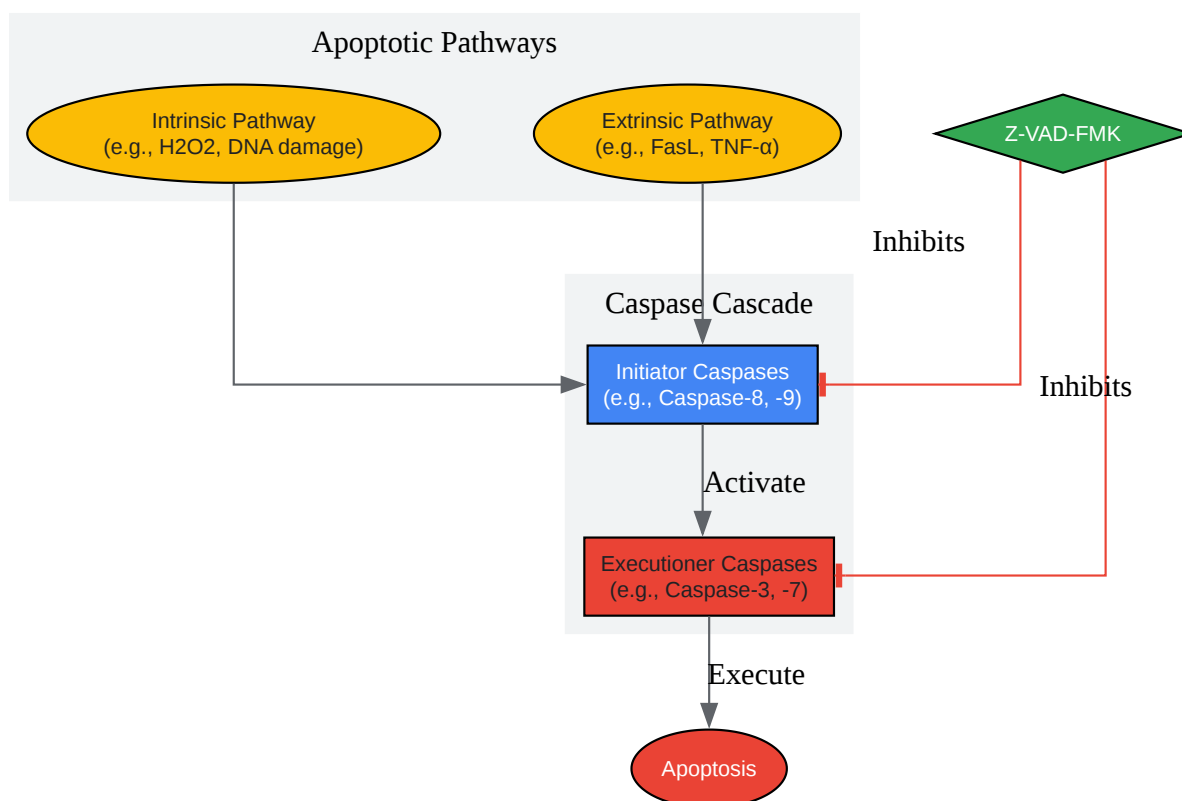 Apoptotic Pathways
Intrinsic Pathway
(e.g., H2O2, DNA damage)
Extrinsic Pathway
(e.g., FasL, TNF-α)
Z-VAD-FMK
Inhibits
Caspase Cascade
Initiator Caspases
(e.g., Caspase-8, -9)
Inhibits
Activate
Executioner Caspases
(e.g., Caspase-3, -7)
Execute
Apoptosis